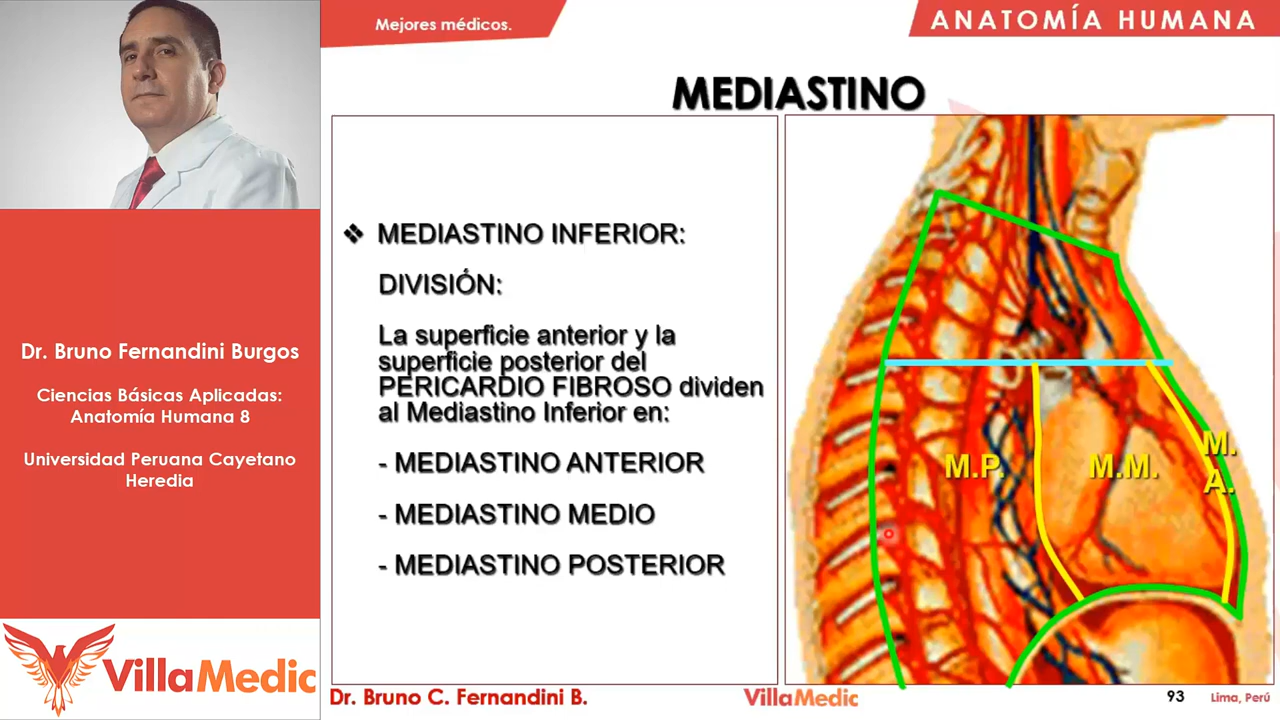 Mejores médicos.
ANATOMÍA HUMANA
MEDIASTINO
❖ MEDIASTINO INFERIOR:
DIVISIÓN:
La superficie anterior y la
superficie posterior del
PERICARDIO FIBROSO dividen
al Mediastino Inferior en:
- MEDIASTINO ANTERIOR
- MEDIASTINO MEDIO
- MEDIASTINO POSTERIOR
M.P.
M.M.
M.
A.
Dr. Bruno Fernandini Burgos
Ciencias Básicas Aplicadas:
Anatomía Humana 8
Universidad Peruana Cayetano
Heredia
VillaMedic
Dr. Bruno C. Fernandini B.
VillaMedic
93
Lima, Perú